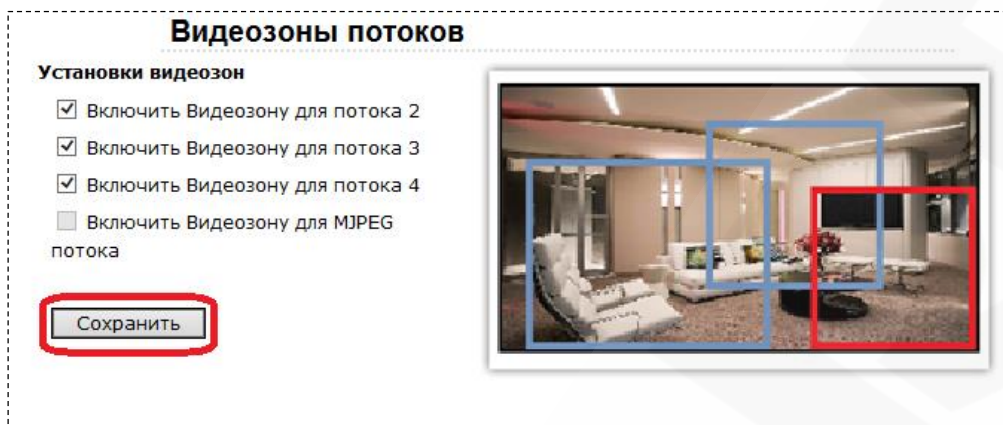 Видеозоны потоков
Установки видеозон
Включить Видеозону для потока 2
Включить Видеозону для потока 3
Включить Видеозону для потока 4
Включить Видеозону для MJPEG
потока
Сохранить